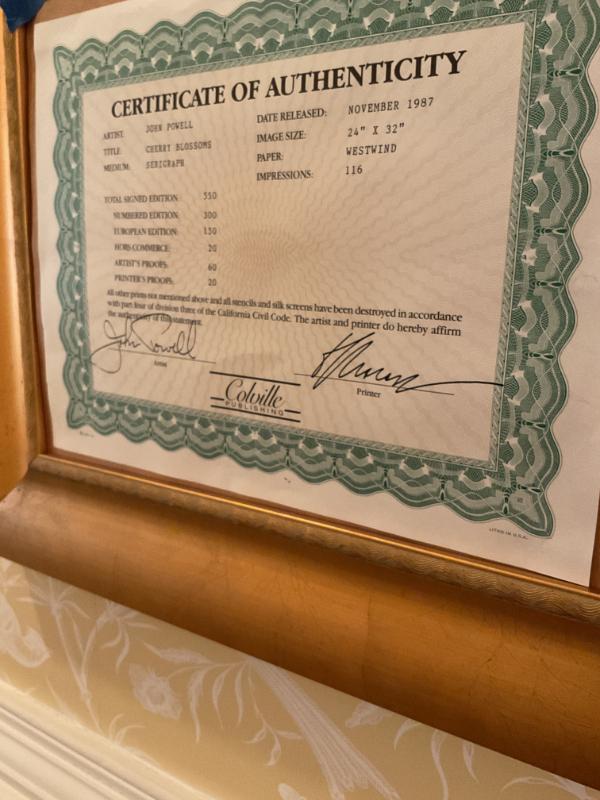 CERTIFICATE OF AUTHENTICITY
ARTIST: JOHN POWELL
TITLE: CHERRY BLOSSOMS
MEDIUM: SERIGRAPH
DATE RELEASED: NOVEMBER 1987
IMAGE SIZE: 24" X 32"
PAPER: WESTWIND
IMPRESSIONS: 116
TOTAL SIGNED EDITION: 550
NUMBERED EDITION: 300
EUROPEAN EDITION: 150
HORS COMMERCE: 20
ARTIST'S PROOFS: 60
PRINTER'S PROOFS: 20
All other prints not mentioned above and all stencils and silk screens have been destroyed in accordance
with part four of division three of the California Civil Code. The artist and printer do hereby affirm
the authenticity of this statement.
John Powell
Artist
Printer
Colville
PUBLISHING
LITHO IN U.S.A.